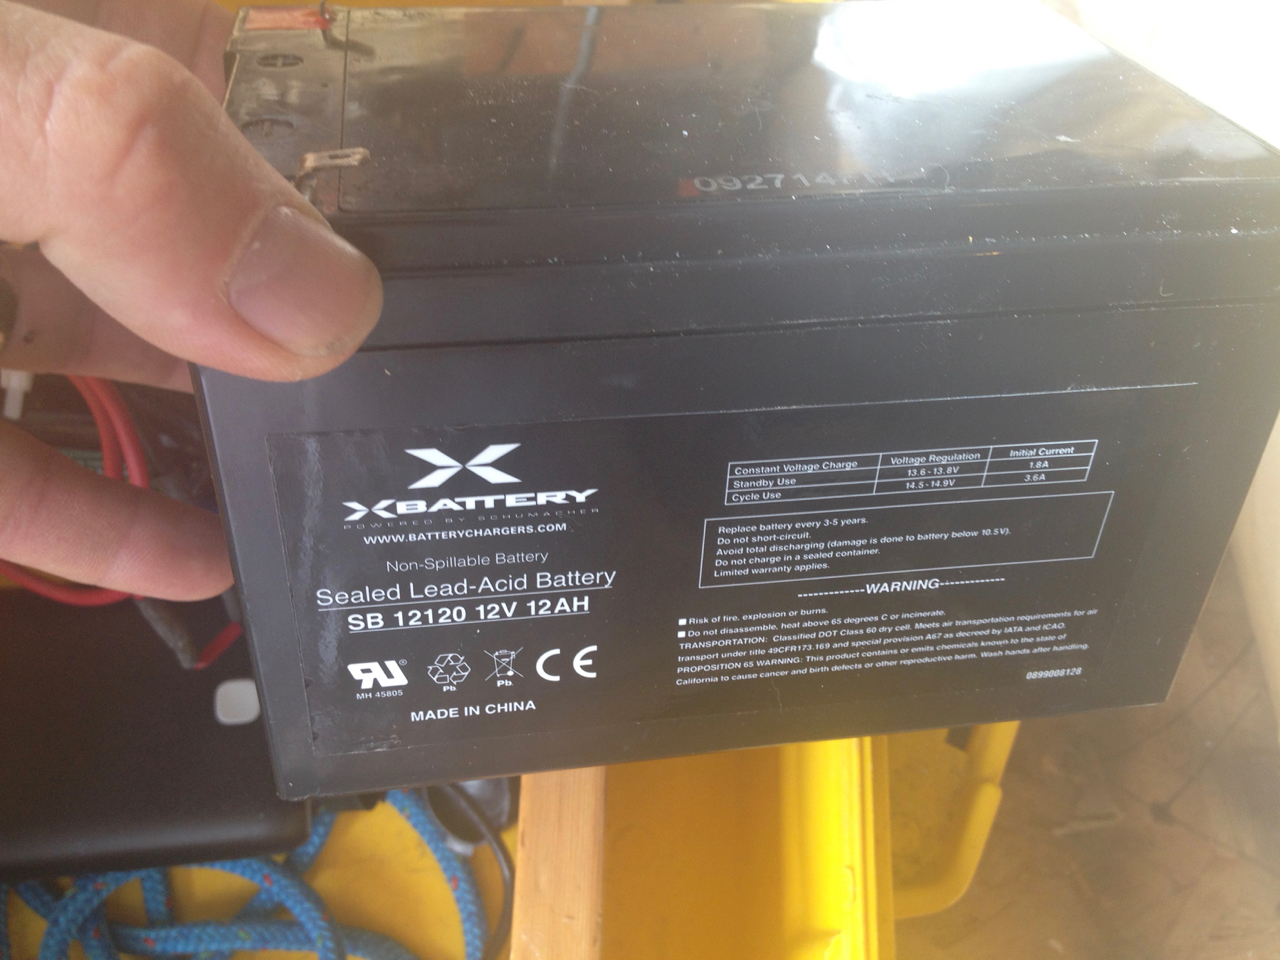 092714
XBATTERY
POWERED BY SCHUMACHER
WWW.BATTERYCHARGERS.COM
Non-Spillable Battery
Sealed Lead-Acid Battery
SB 12120 12V 12AH
MH 45805
Pb
Pb
CE
MADE IN CHINA
Constant Voltage Charge Voltage Regulation Initial Current
Standby Use 13.6 - 13.8V 1.8A
Cycle Use 14.5 - 14.9V 3.6A
Replace battery every 3-5 years.
Do not short-circuit.
Avoid total discharging (damage is done to battery below 10.5V).
Do not charge in a sealed container.
Limited warranty applies.
-------------WARNING-------------
Risk of fire, explosion or burns.
Do not disassemble, heat above 65 degrees C or incinerate.
TRANSPORTATION: Classified DOT Class 60 dry cell. Meets air transportation requirements for air
transport under title 49CFR173.169 and special provision A67 as decreed by IATA and ICAO.
PROPOSITION 65 WARNING: This product contains or emits chemicals known to the state of
California to cause cancer and birth defects or other reproductive harm. Wash hands after handling.
0899008128